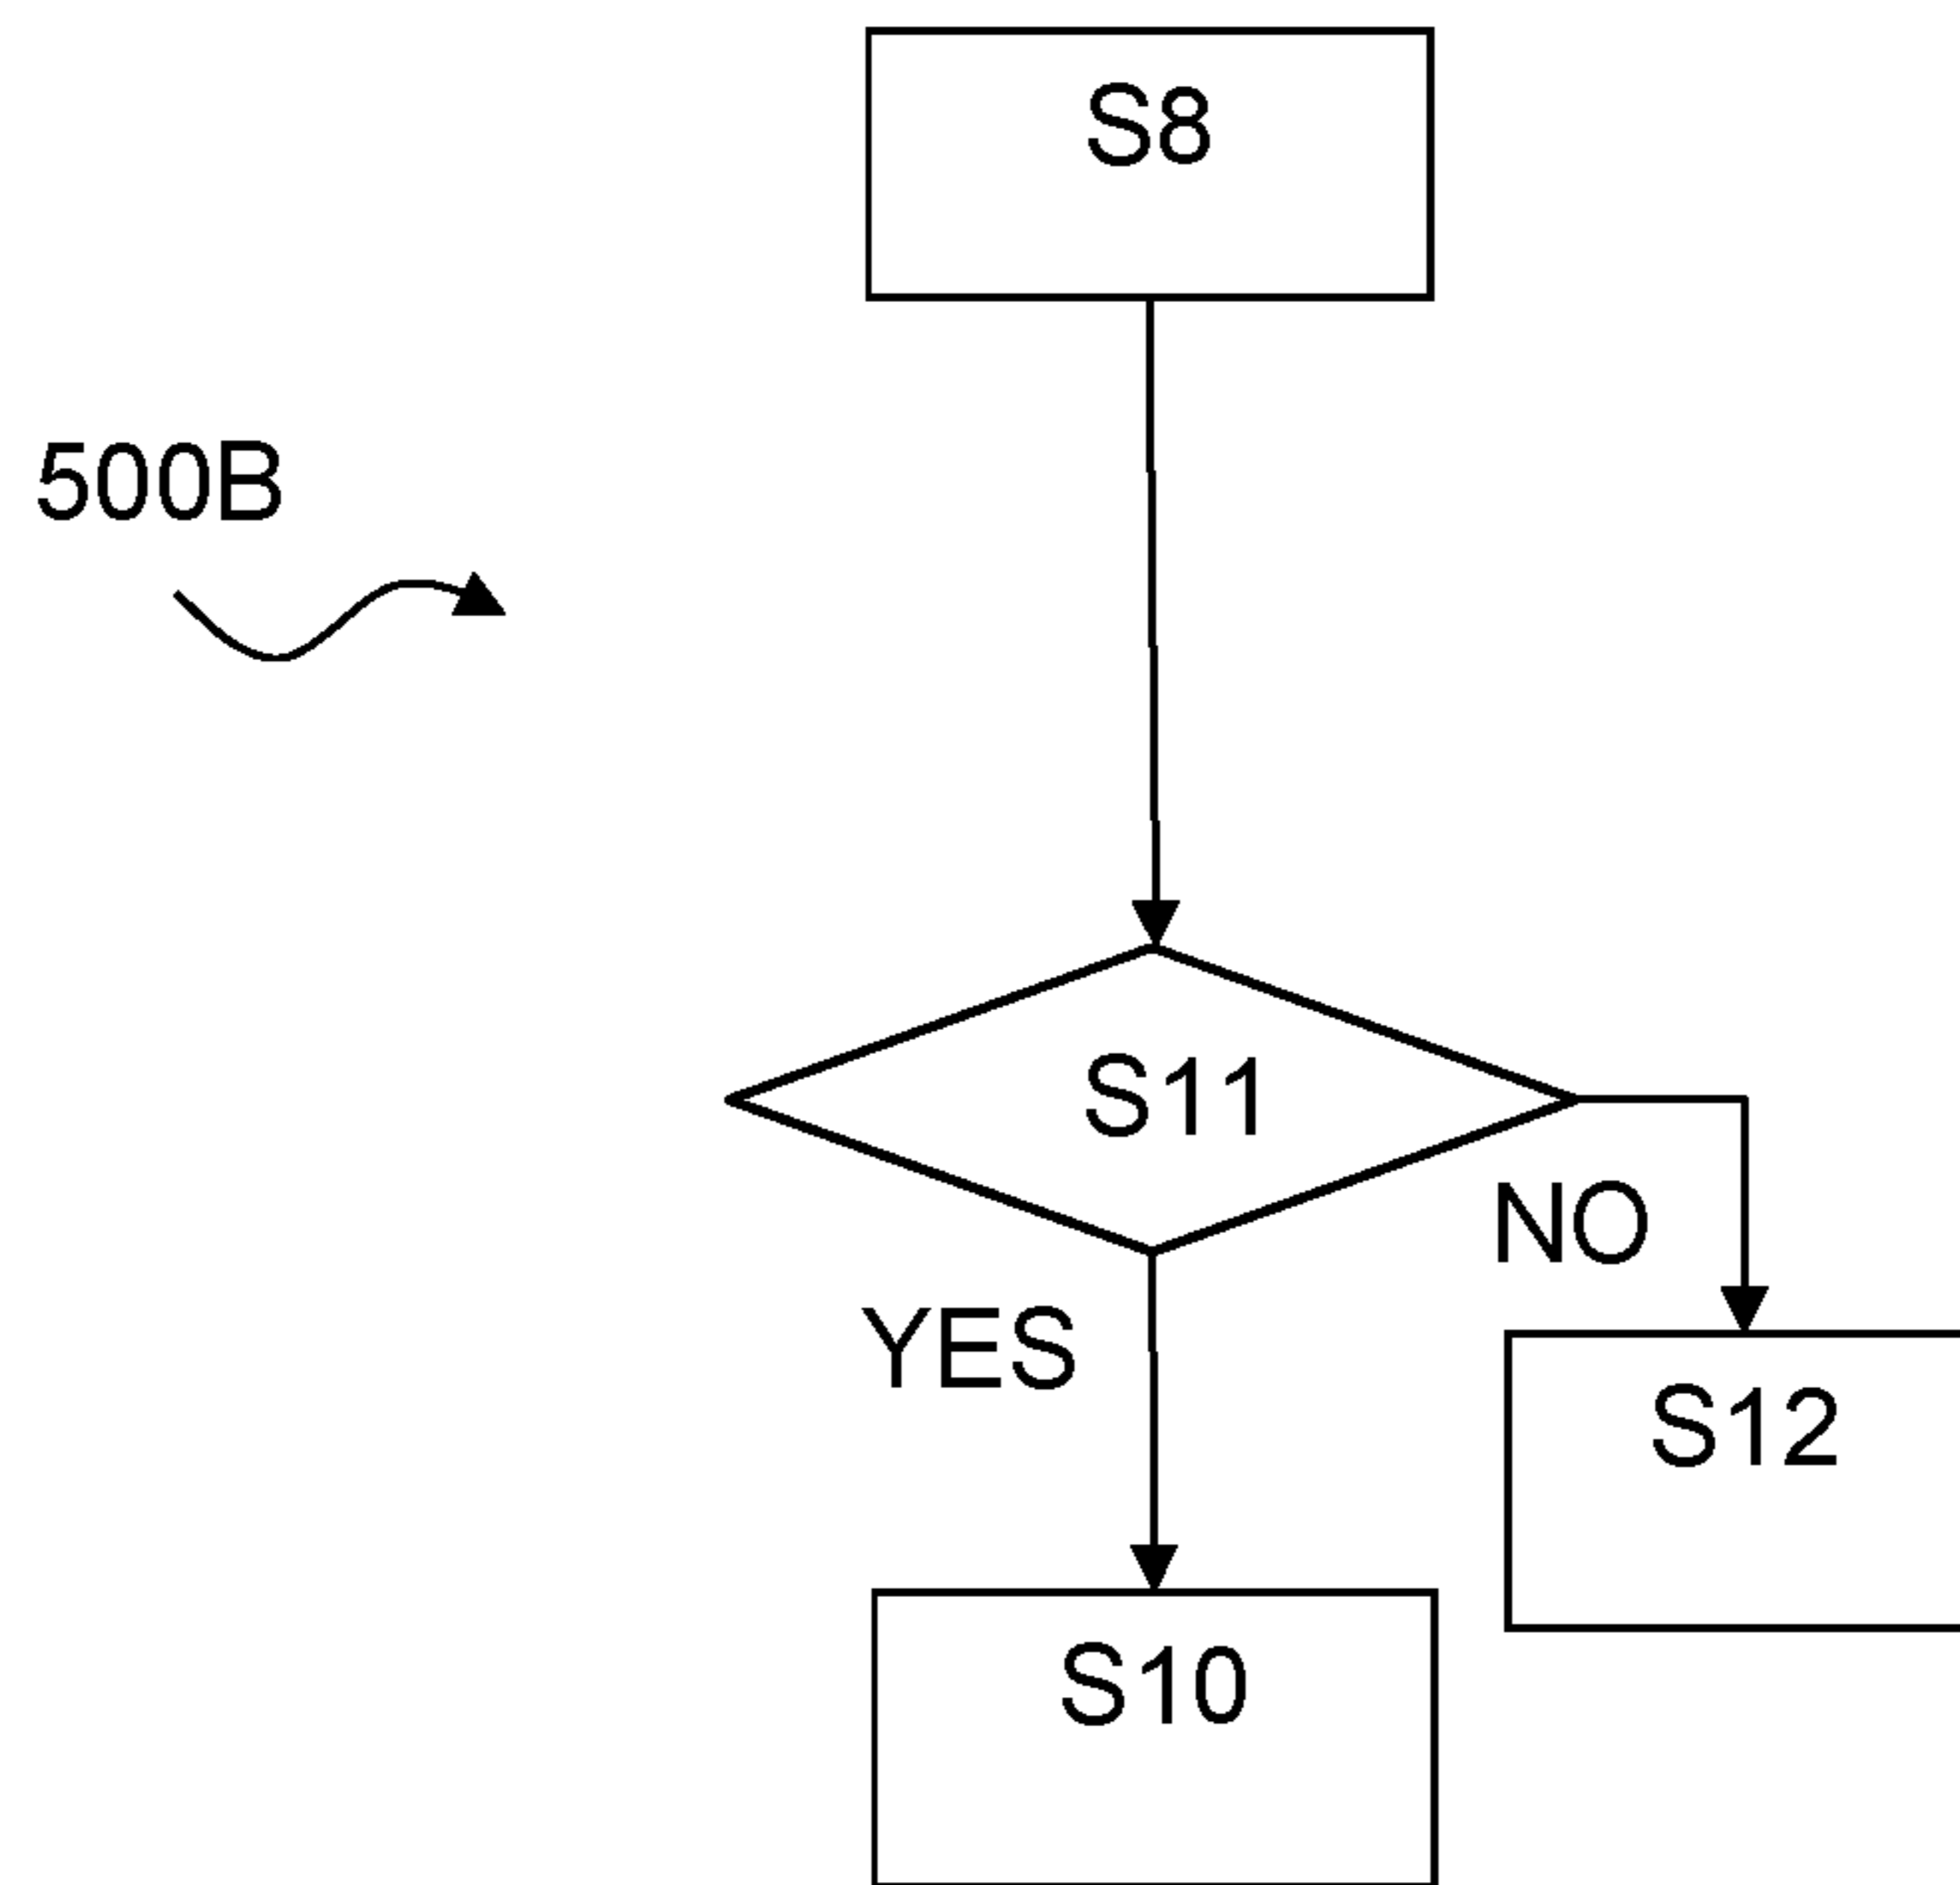 S8
500B
S11
NO
YES
S12
S10